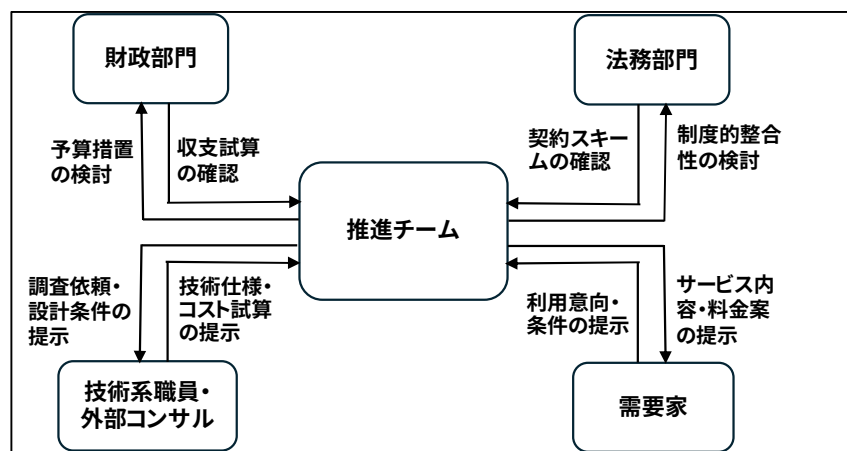 財政部門
法務部門
予算措置
の検討
収支試算
の確認
契約スキー
ムの確認
制度的整合
性の検討
推進チーム
調査依頼・
設計条件の
提示
技術仕様・
コスト試算
の提示
利用意向・
条件の提示
サービス内
容・料金案
の提示
技術系職員・
外部コンサル
需要家